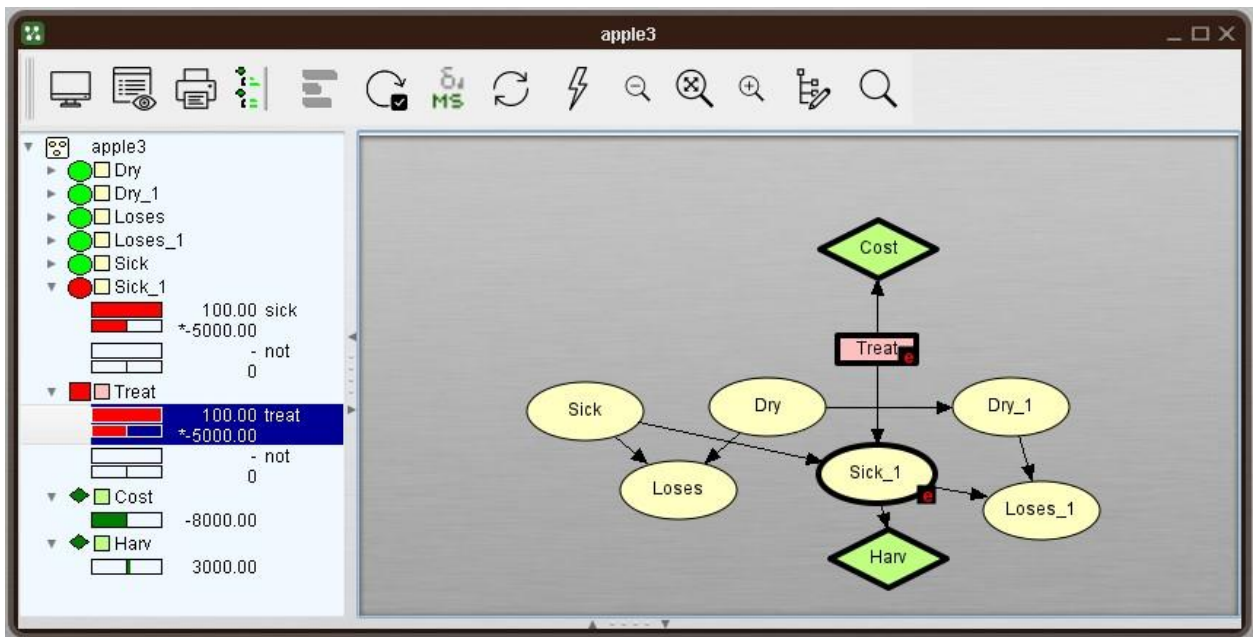 apple3
δ
MS
apple3
Dry
Dry_1
Loses
Loses_1
Sick
Sick_1
100.00 sick
*-5000.00
- not
0
Treat
100.00 treat
*-5000.00
- not
0
Cost
-8000.00
Harv
3000.00
Cost
Treat
e
Sick
Dry
Dry_1
Sick_1
e
Loses
Loses_1
Harv